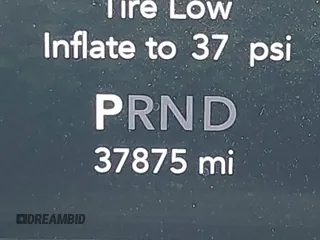 Tire Low
Inflate to 37 psi
PRND
37875 mi
DREAMBID